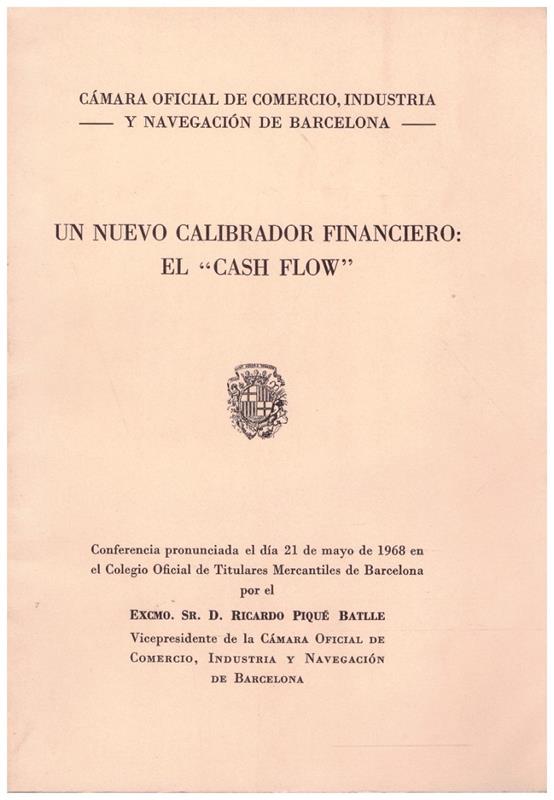 CÁMARA OFICIAL DE COMERCIO, INDUSTRIA
Y NAVEGACIÓN DE BARCELONA
UN NUEVO CALIBRADOR FINANCIERO:
EL “CASH FLOW”
Conferencia pronunciada el día 21 de mayo de 1968 en
el Colegio Oficial de Titulares Mercantiles de Barcelona
por el
EXCMO. SR. D. RICARDO PIQUÉ BATLLE
Vicepresidente de la CÁMARA OFICIAL DE
COMERCIO, INDUSTRIA Y NAVEGACIÓN
DE BARCELONA